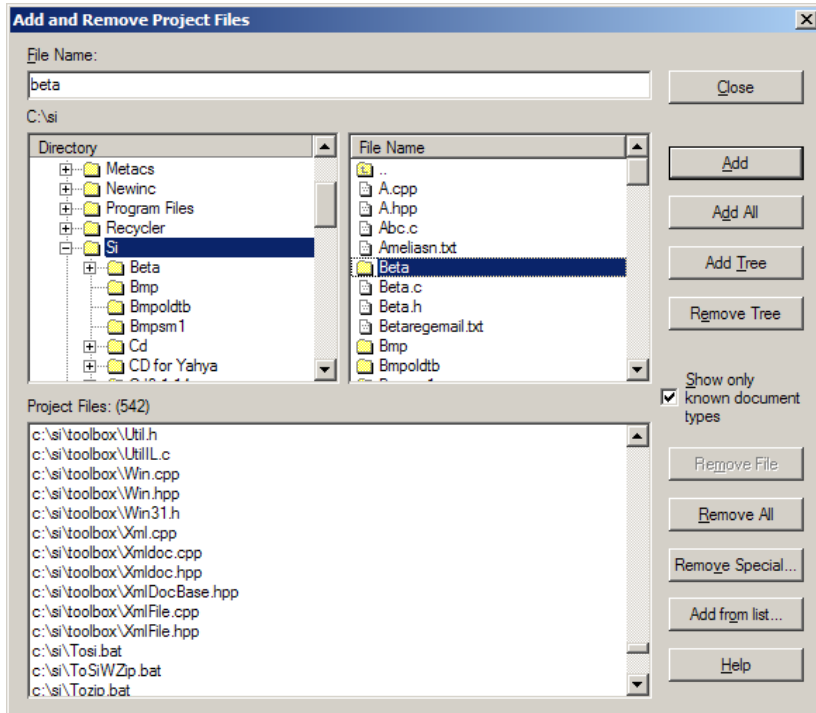 Add and Remove Project Files
File Name:
beta
Close
C:\si
Directory
Metacs
Newinc
Program Files
Recycler
Si
Beta
Bmp
Bmpoldtb
Bmpsm1
Cd
CD for Yahya
File Name
..
A.cpp
A.hpp
Abc.c
Ameliasn.txt
Beta
Beta.c
Beta.h
Betaregemail.txt
Bmp
Bmpoldtb
Add
Add All
Add Tree
Remove Tree
Show only
known document
types
Project Files: (542)
c:\si\toolbox\Util.h
c:\si\toolbox\UtilIL.c
c:\si\toolbox\Win.cpp
c:\si\toolbox\Win.hpp
c:\si\toolbox\Win31.h
c:\si\toolbox\Xml.cpp
c:\si\toolbox\Xmldoc.cpp
c:\si\toolbox\Xmldoc.hpp
c:\si\toolbox\XmlDocBase.hpp
c:\si\toolbox\XmlFile.cpp
c:\si\toolbox\XmlFile.hpp
c:\si\Tosi.bat
c:\si\ToSiWZip.bat
c:\si\Tozip.bat
Remove File
Remove All
Remove Special...
Add from list...
Help